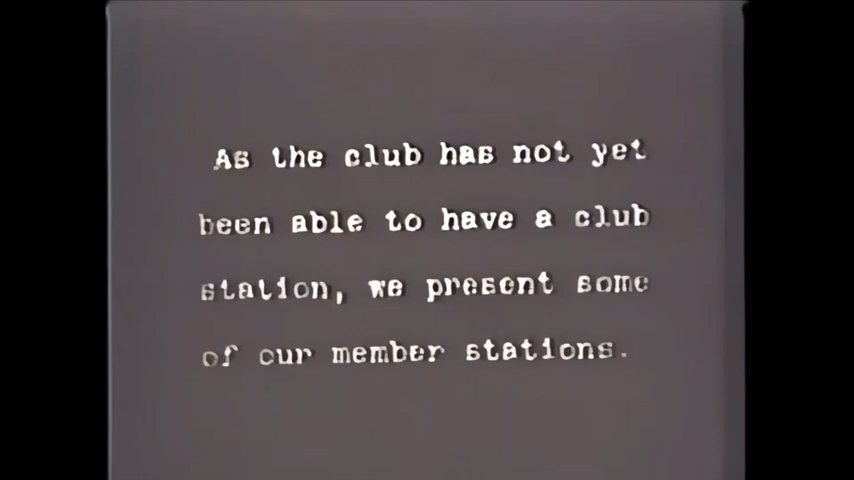 As the club has not yet
been able to have a club
station, we present some
of our member stations.